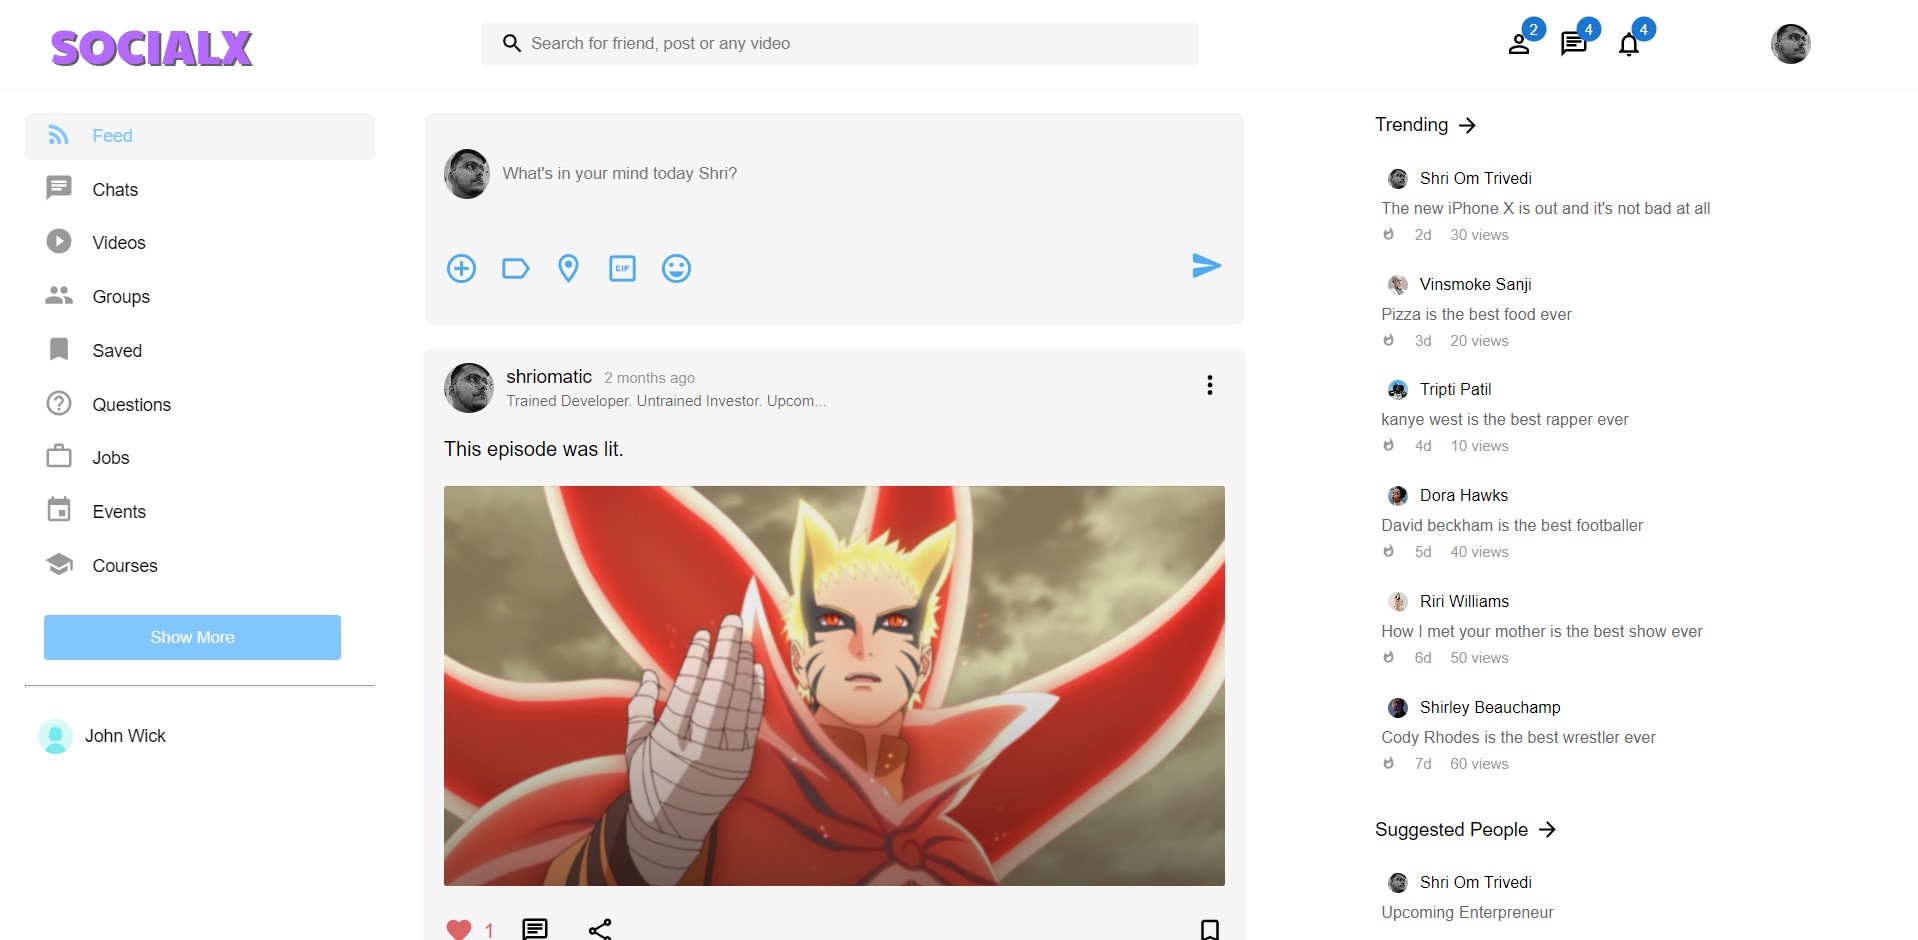 SOCIALX
Search for friend, post or any video
2
4
4
Feed
Chats
Videos
Groups
Saved
Questions
Jobs
Events
Courses
Show More
John Wick
What's in your mind today Shri?
GIF
shriomatic 2 months ago
Trained Developer. Untrained Investor. Upcom...
This episode was lit.
1
Trending
Shri Om Trivedi
The new iPhone X is out and it's not bad at all
2d 30 views
Vinsmoke Sanji
Pizza is the best food ever
3d 20 views
Tripti Patil
kanye west is the best rapper ever
4d 10 views
Dora Hawks
David beckham is the best footballer
5d 40 views
Riri Williams
How I met your mother is the best show ever
6d 50 views
Shirley Beauchamp
Cody Rhodes is the best wrestler ever
7d 60 views
Suggested People
Shri Om Trivedi
Upcoming Enterpreneur